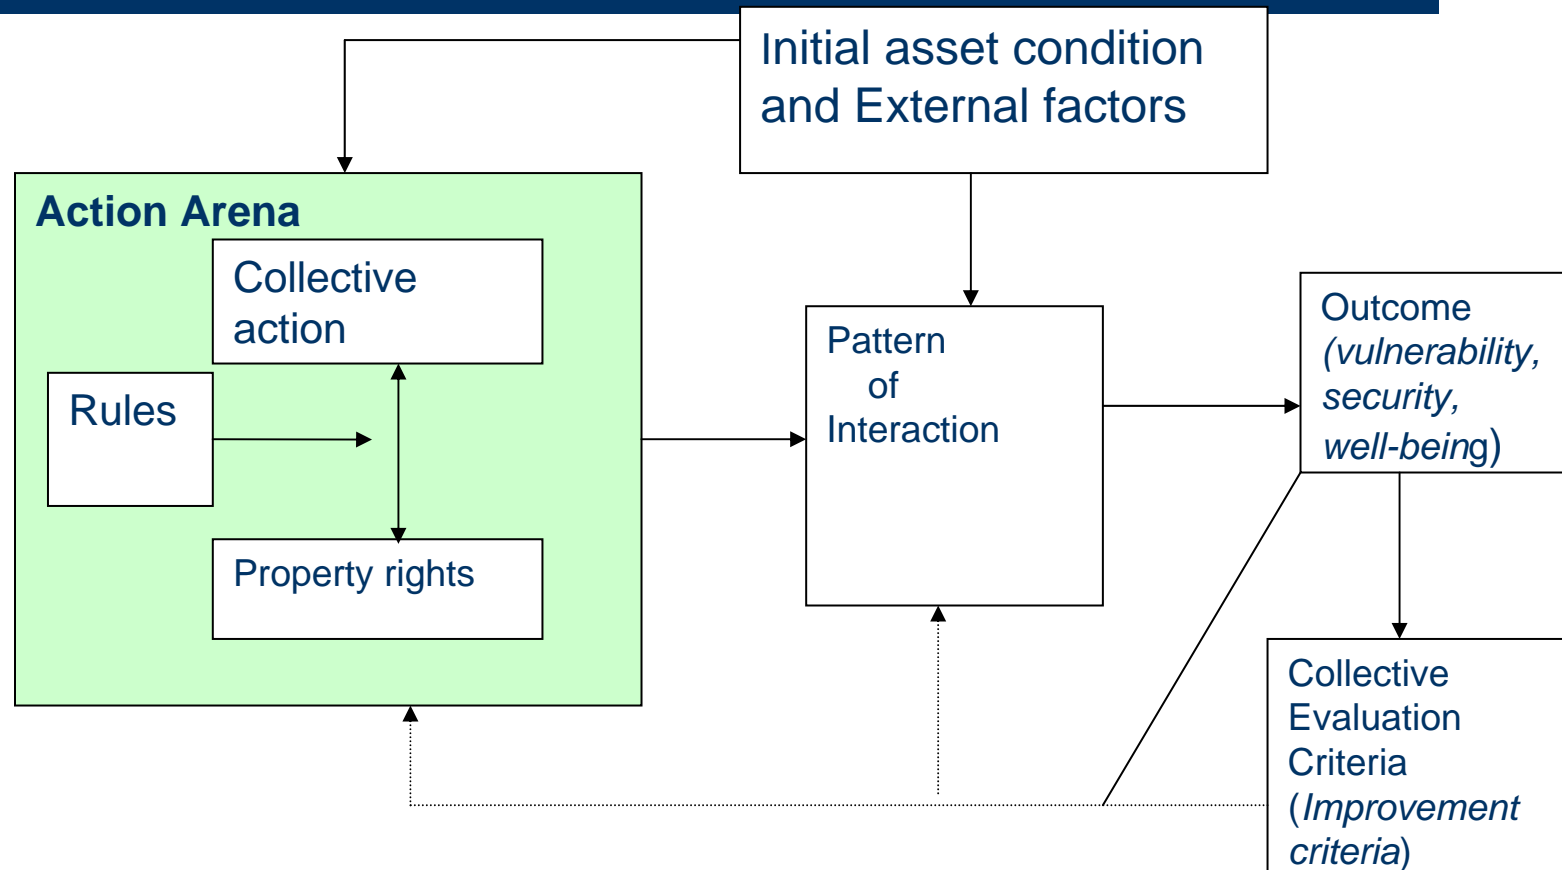 Initial asset condition
and External factors
Action Arena
Collective
action
Rules
Property rights
Pattern
of
Interaction
Outcome
(vulnerability,
security,
well-being)
Collective
Evaluation
Criteria
(Improvement
criteria)